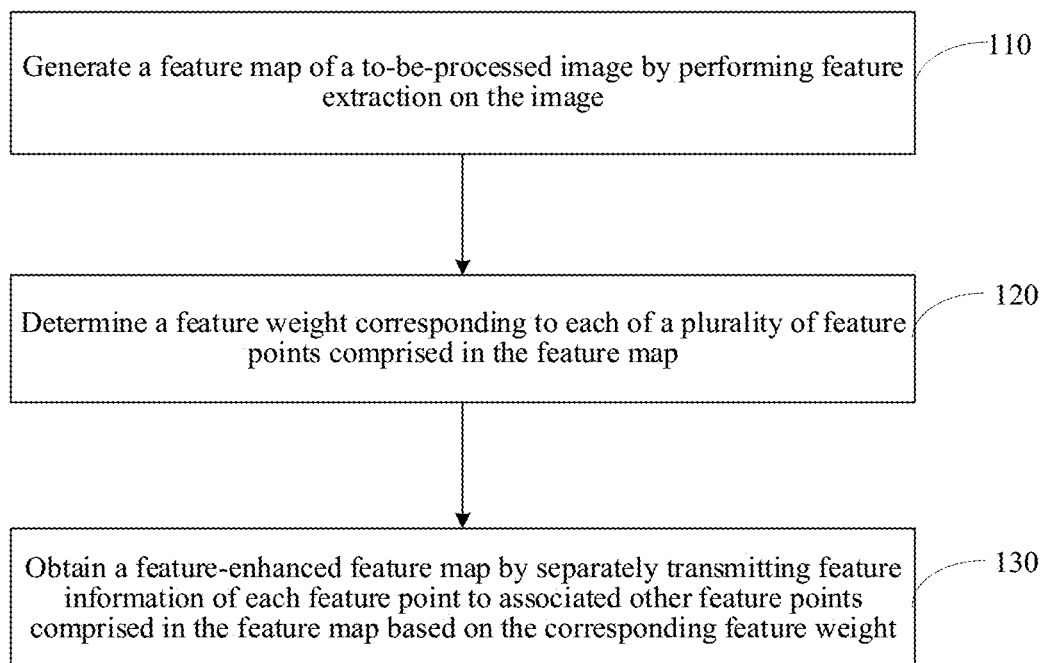 Generate a feature map of a to-be-processed image by performing feature
extraction on the image
110
Determine a feature weight corresponding to each of a plurality of feature
points comprised in the feature map
120
Obtain a feature-enhanced feature map by separately transmitting feature
information of each feature point to associated other feature points
comprised in the feature map based on the corresponding feature weight
130